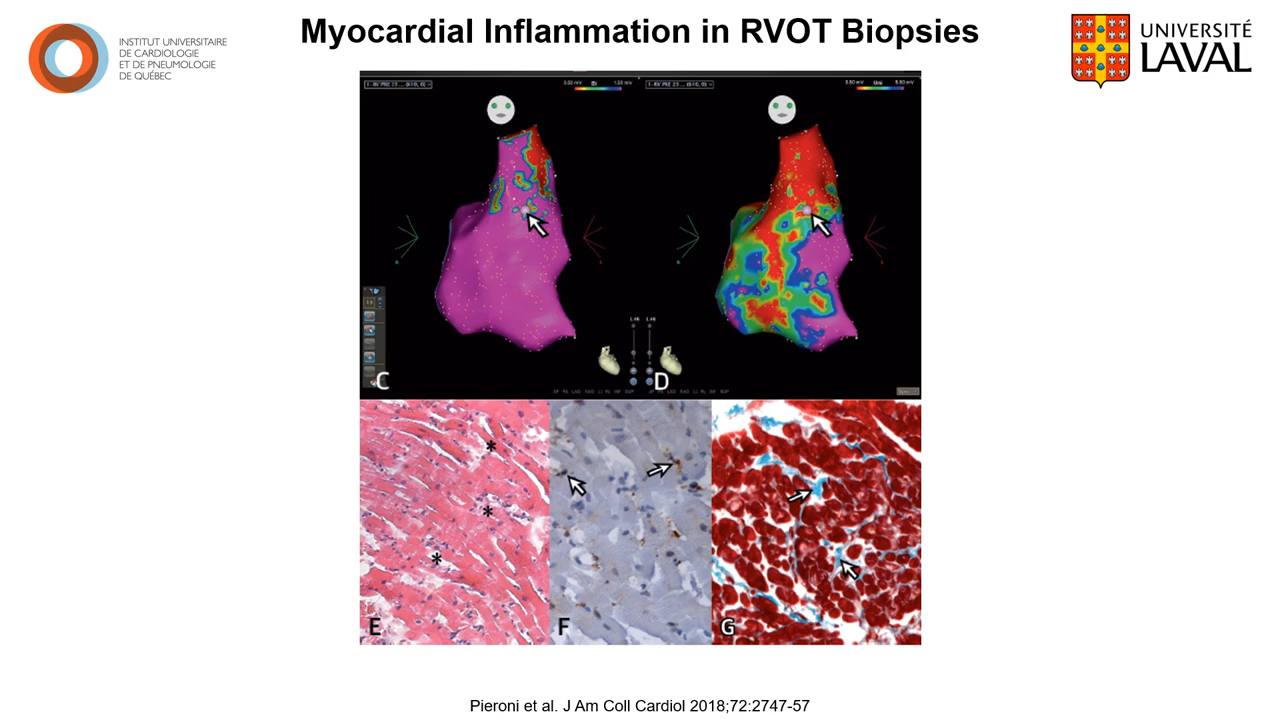 Myocardial Inflammation in RVOT Biopsies
INSTITUT UNIVERSITAIRE
DE CARDIOLOGIE
ET DE PNEUMOLOGIE
DE QUÉBEC
UNIVERSITÉ
LAVAL
C
D
E
F
G
*
*
*
Pieroni et al. J Am Coll Cardiol 2018;72:2747-57